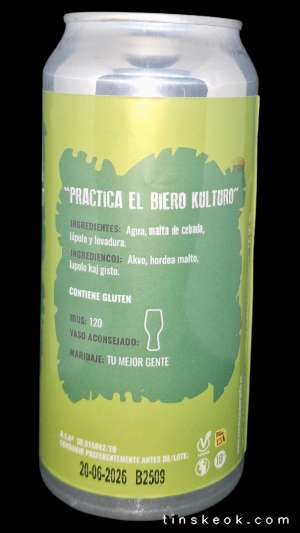 "PRACTICA EL BIERO KULTURO"
INGREDIENTES: Agua, malta de cebada,
lúpulo y levadura.
INGREDIENCOJ: Akvo, hordea malto,
lupulo kaj gisto.
CONTIENE GLUTEN
IBUS: 120
VASO ACONSEJADO:
MARIDAJE: TU MEJOR GENTE
CONSUMIR PREFERENTEMENTE ANTES DE/LOTE:
20-06-2026 B2509
tinskeok.com